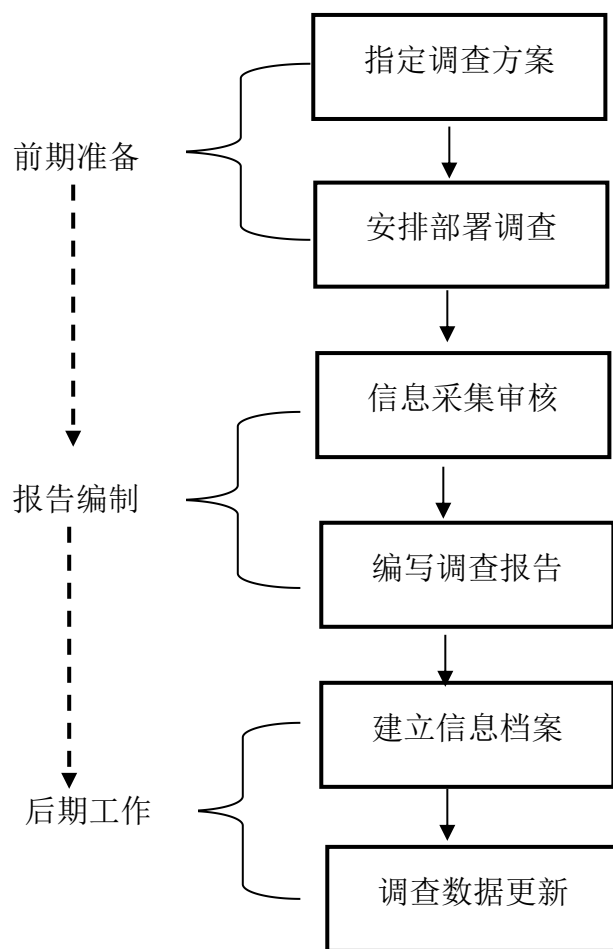 指定调查方案
前期准备
安排部署调查
信息采集审核
报告编制
编写调查报告
建立信息档案
后期工作
调查数据更新